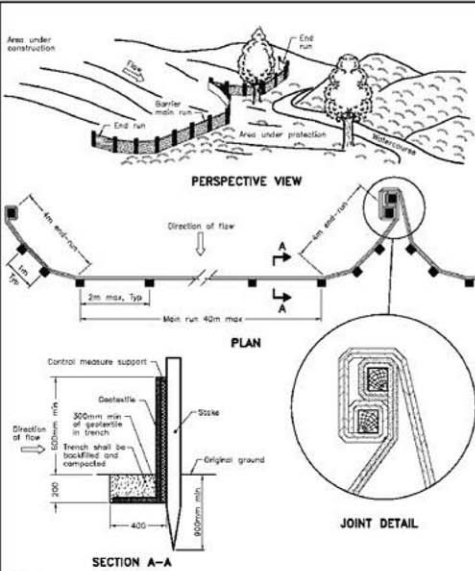 Area under
construction
Flow
End
run
Barrier
main run
End run
Area under protection
Watercourse
PERSPECTIVE VIEW
4m end-run
Direction of flow
A
4m end-run
1m
Typ
2m max, Typ
A
Main run 40m max
PLAN
Control measure support
Geotextile
300mm min
of geotextile
in trench
Stake
Direction
of flow
Trench shall be
backfilled and
compacted
Original ground
200
400
900mm min
SECTION A-A
JOINT DETAIL